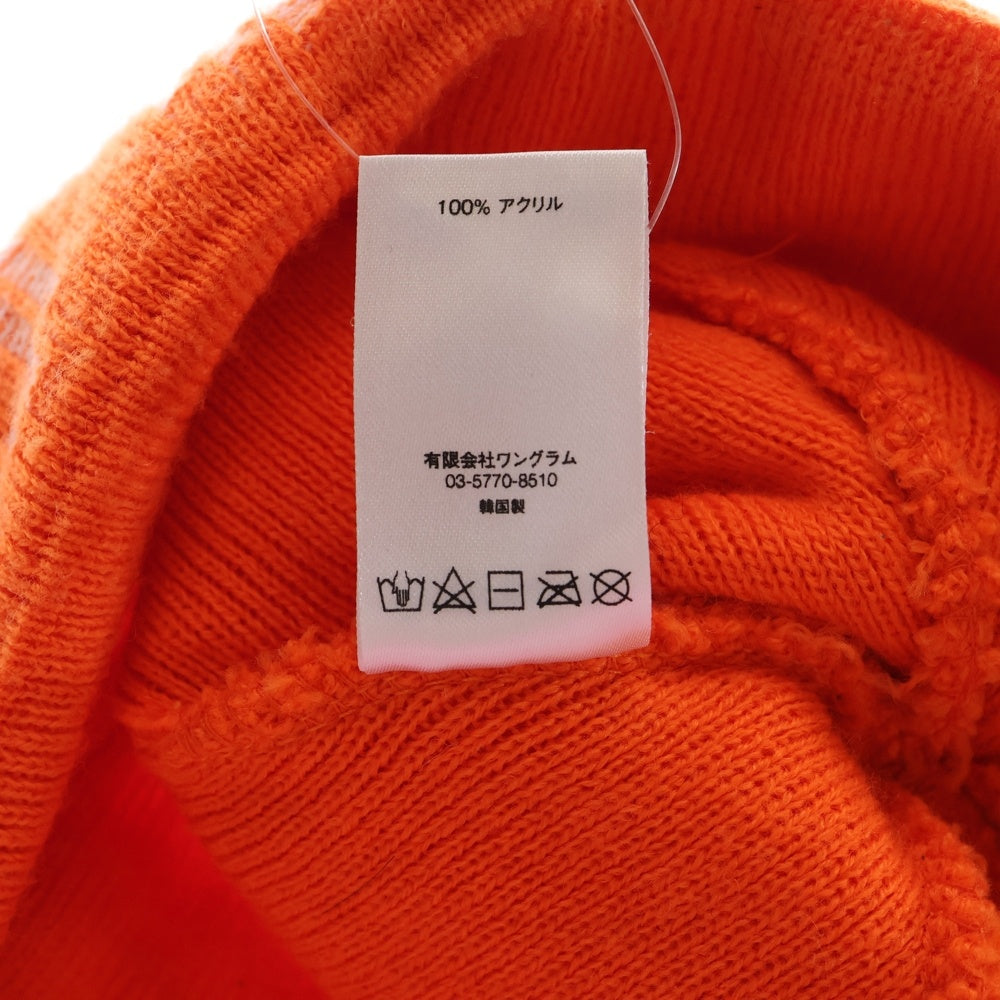 100% アクリル
有限会社ワングラム
03-5770-8510
韓国製